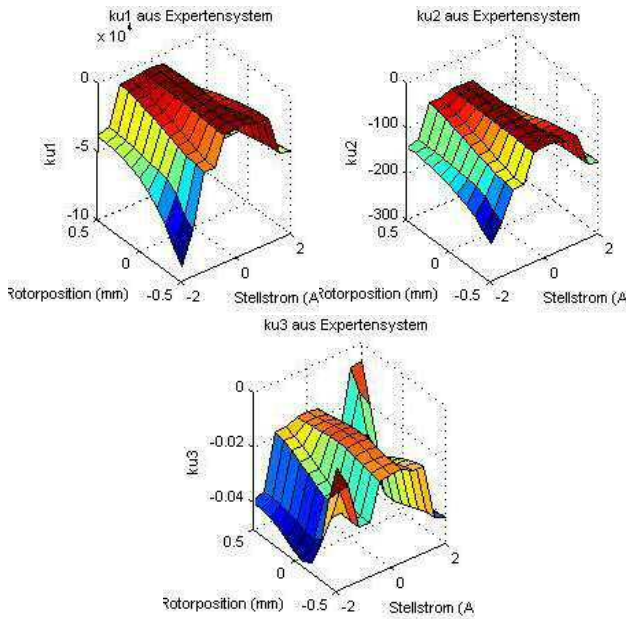 ku1 aus Expertensystem
x 10⁴
0
-5
-10
ku1
0.5
0
-0.5
Rotorposition (mm)
-2
0
2
Stellstrom (A
ku2 aus Expertensystem
0
-100
-200
-300
ku2
0.5
0
-0.5
Rotorposition (mm)
-2
0
2
Stellstrom (A
ku3 aus Expertensystem
0
-0.02
-0.04
ku3
0.5
0
-0.5
Rotorposition (mm)
-2
0
2
Stellstrom (A